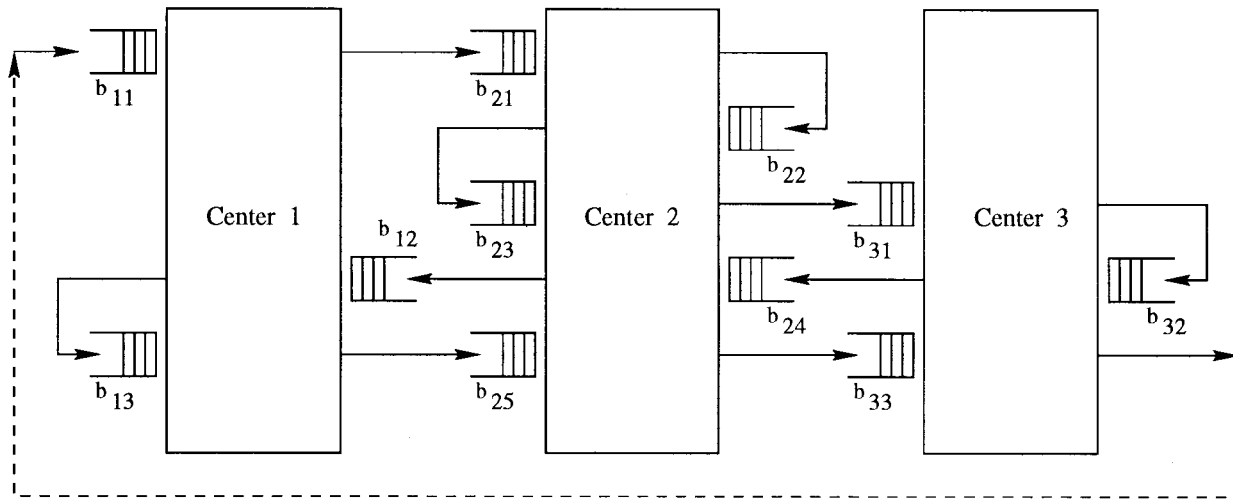 b11
b21
b22
Center 1
Center 2
Center 3
b12
b23
b31
b13
b25
b24
b33
b32